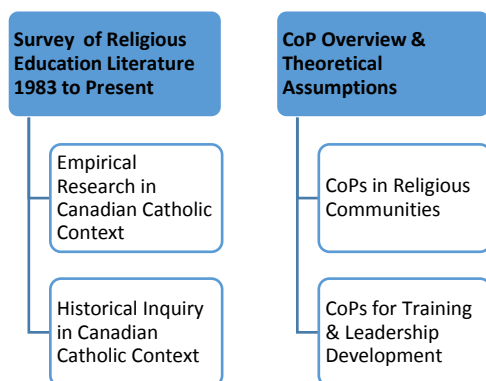 Survey of Religious
Education Literature
1983 to Present
Empirical
Research in
Canadian Catholic
Context
Historical Inquiry
in Canadian
Catholic Context
CoP Overview &
Theoretical
Assumptions
CoPs in Religious
Communities
CoPs for Training
& Leadership
Development